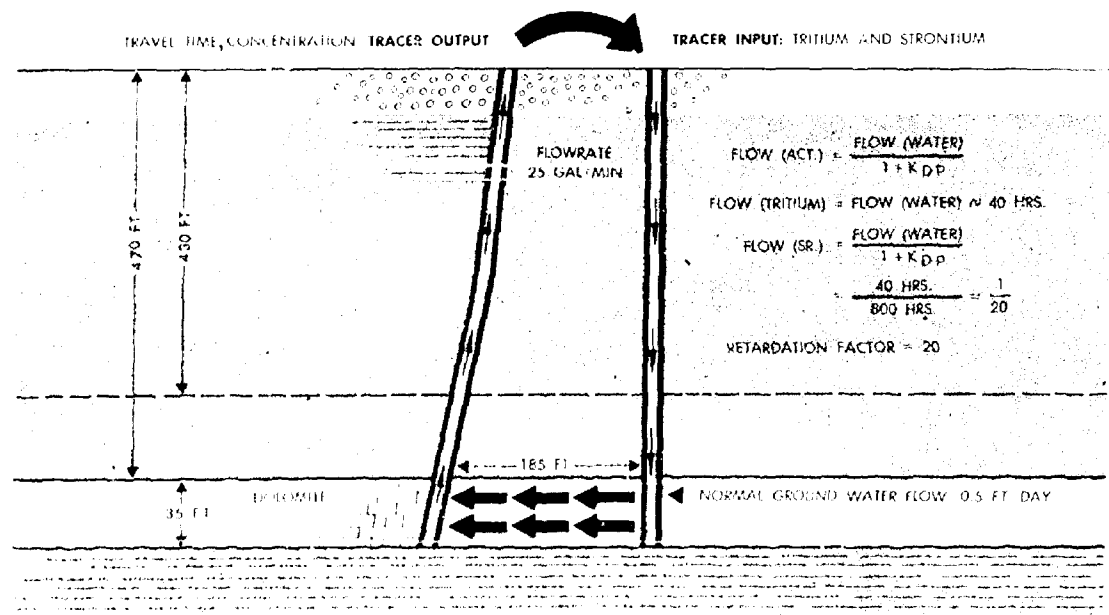 TRAVEL TIME, CONCENTRATION TRACER OUTPUT
TRACER INPUT: TRITIUM AND STRONTIUM
470 FT
430 FT
FLOWRATE
25 GAL/MIN
FLOW (ACT.) = FLOW (WATER)
1 + K D P
FLOW (TRITIUM) = FLOW (WATER) ≈ 40 HRS.
FLOW (SR.) = FLOW (WATER)
1 + K D P
= 40 HRS. = 1
800 HRS. 20
RETARDATION FACTOR = 20
185 FT
35 FT
DOLOMITE
NORMAL GROUND WATER FLOW 0.5 FT DAY